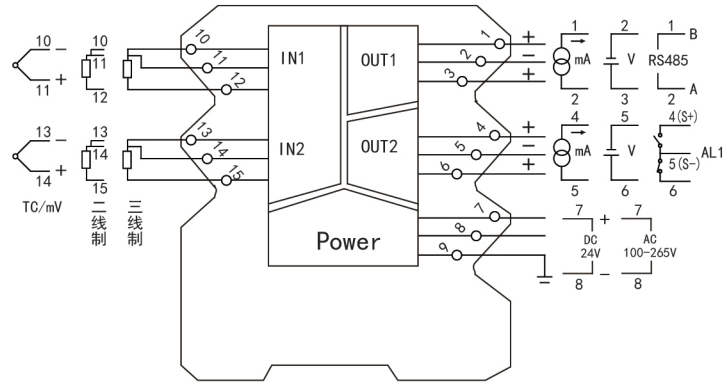 10 －
11 ＋
TC/mV
10
11
12
13 －
14 ＋
13
14
15
二线制
三线制
10
11
12
13
14
15
IN1
IN2
OUT1
OUT2
Power
1 ＋
2 －
3 ＋
4 ＋
5 －
6 ＋
7
8
9
1
mA
2
2
V
3
1 B
RS485
2 A
4
mA
5
5
V
6
4(S+)
AL1
5(S-)
6
7 ＋
DC
24V
8 －
7
AC
100-265V
8